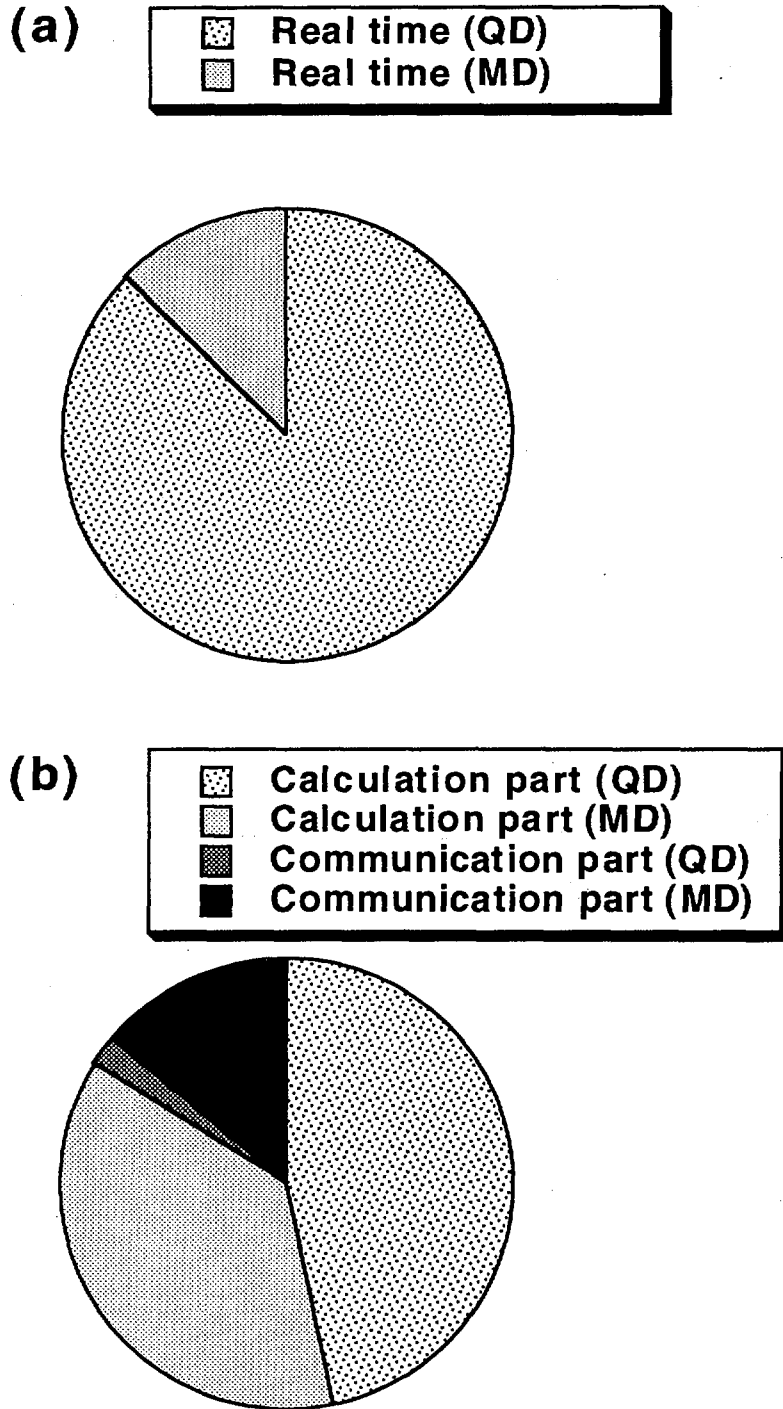 (a)
Real time (QD)
Real time (MD)
(b)
Calculation part (QD)
Calculation part (MD)
Communication part (QD)
Communication part (MD)